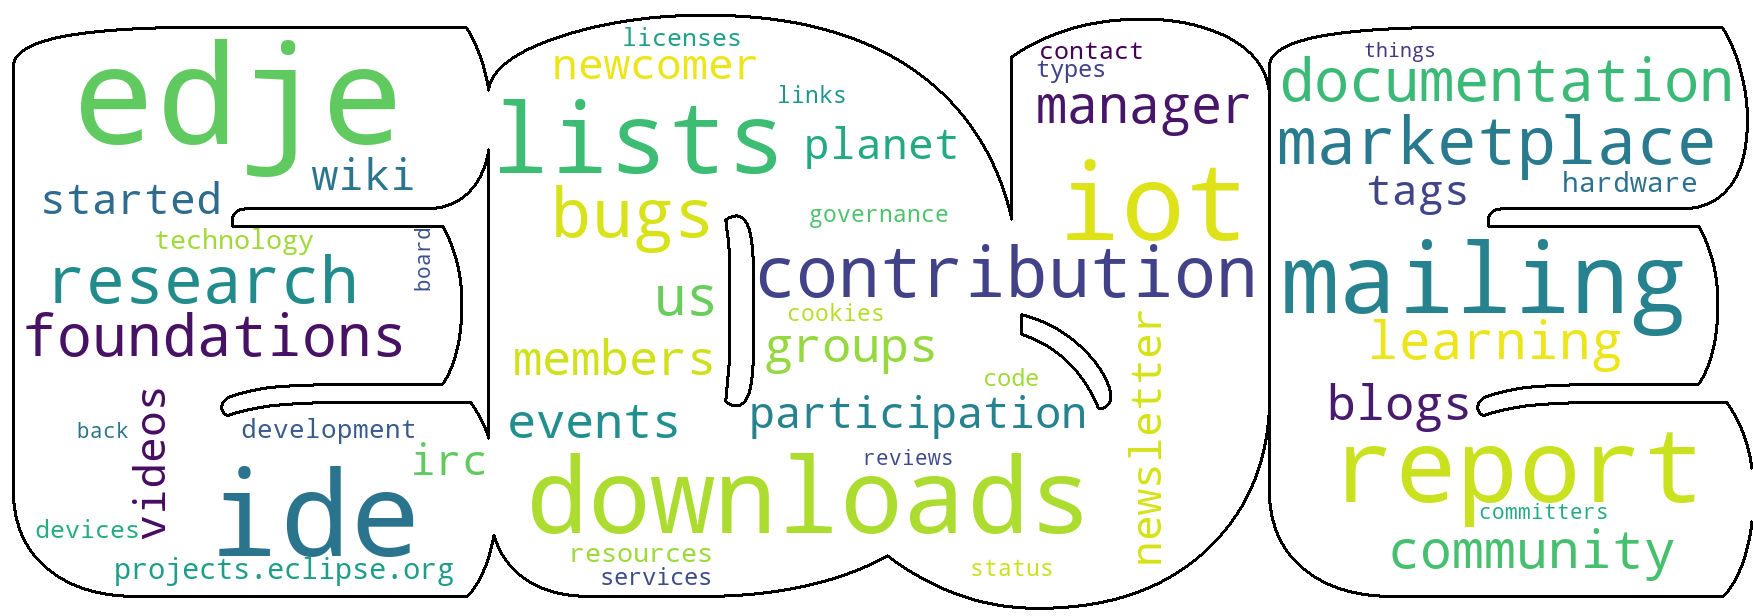 edje
wiki
started
technology
board
research
foundations
videos
back
development
irc
ide
devices
projects.eclipse.org
licenses
newcomer
links
lists
planet
bugs
governance
contribution
us
cookies
members
groups
code
events
participation
reviews
downloads
resources
services
status
newsletter
contact
types
manager
iot
things
documentation
marketplace
tags
hardware
mailing
learning
blogs
report
committers
community